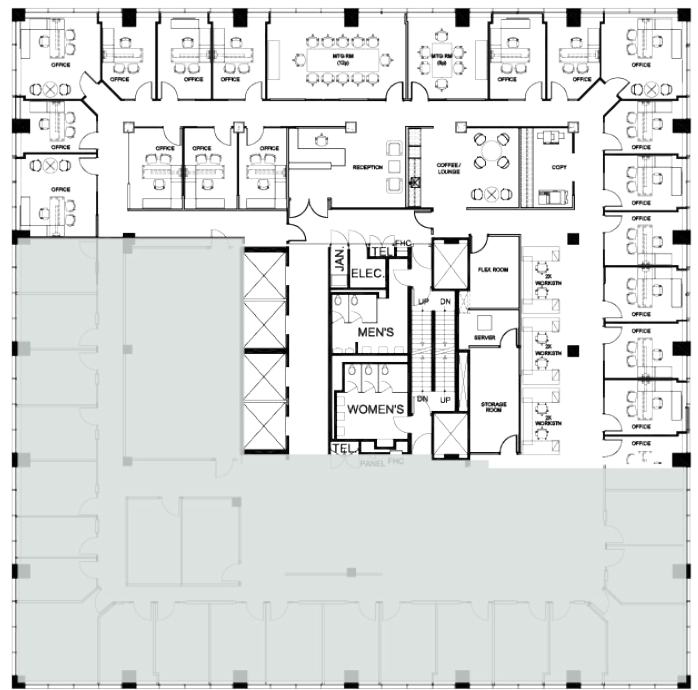 OFFICE
OFFICE
OFFICE
OFFICE
MTG RM
(12p)
MTG RM
(8p)
OFFICE
OFFICE
OFFICE
OFFICE
OFFICE
OFFICE
OFFICE
OFFICE
RECEPTION
COFFEE/
LOUNGE
COPY
OFFICE
OFFICE
JAN.
TEL.
FHC
ELEC.
FLEX ROOM
2X
WORKSTN
OFFICE
UP
DN
OFFICE
MEN'S
SERVER
2X
WORKSTN
OFFICE
WOMEN'S
DN
UP
STORAGE
ROOM
2X
WORKSTN
OFFICE
OFFICE
TEL.
PANEL
FHC